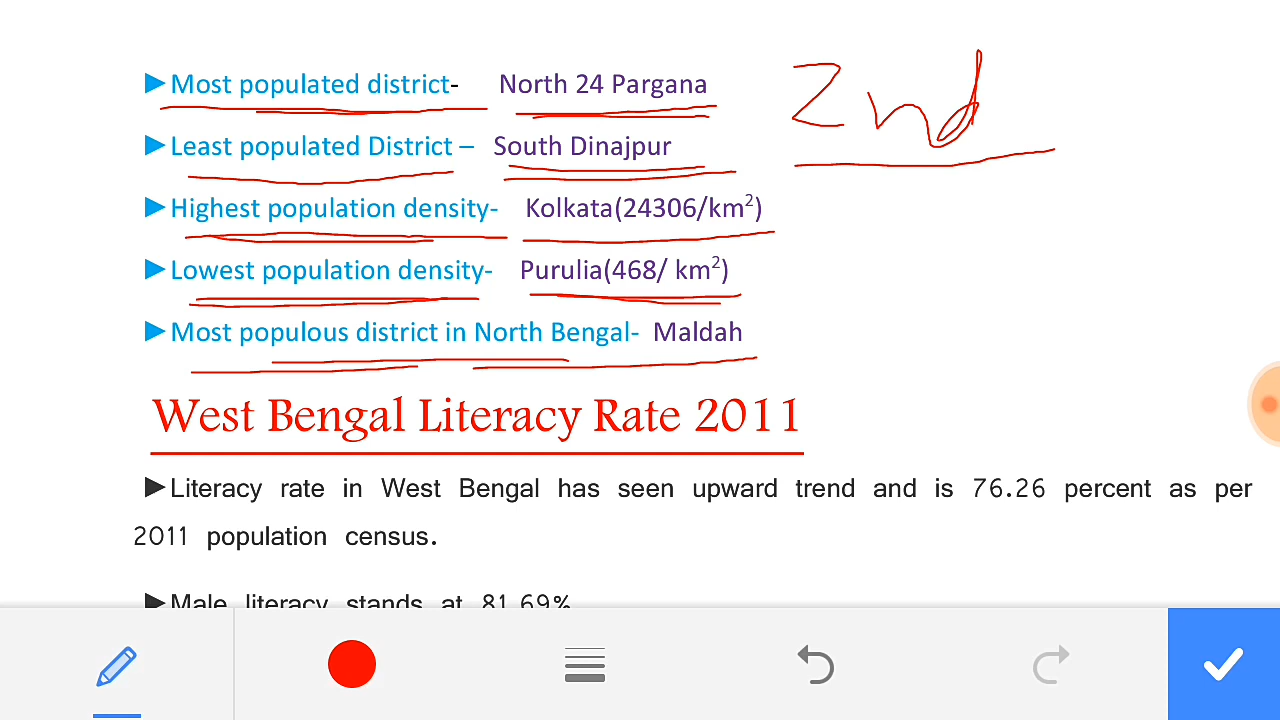 ►Most populated district- North 24 Pargana
2nd
►Least populated District – South Dinajpur
►Highest population density- Kolkata(24306/km²)
►Lowest population density- Purulia(468/ km²)
►Most populous district in North Bengal- Maldah
West Bengal Literacy Rate 2011
►Literacy rate in West Bengal has seen upward trend and is 76.26 percent as per
2011 population census.
►Male literacy stands at 81.69%